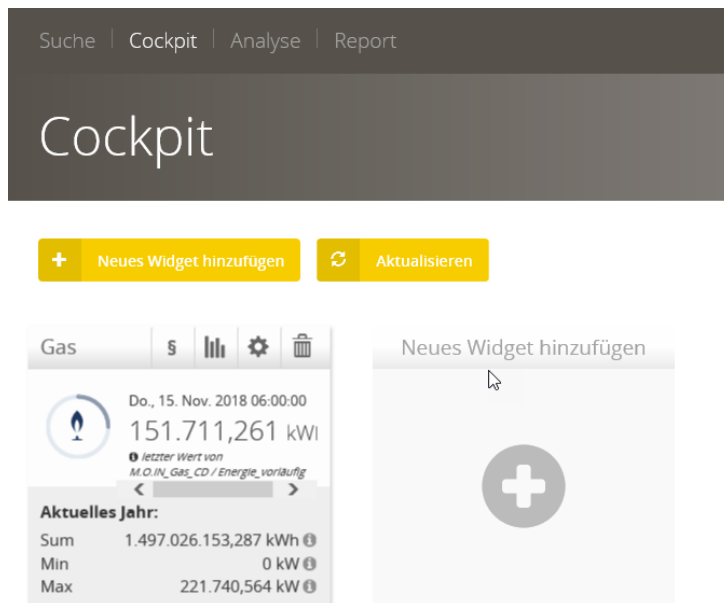 Suche | Cockpit | Analyse | Report
Cockpit
Neues Widget hinzufügen
Aktualisieren
Gas §
Neues Widget hinzufügen
Do., 15. Nov. 2018 06:00:00
151.711,261 kWl
letzter Wert von
M.O.IN_Gas_CD / Energie_vorläufig
Aktuelles Jahr:
Sum 1.497.026.153,287 kWh
Min 0 kW
Max 221.740,564 kW